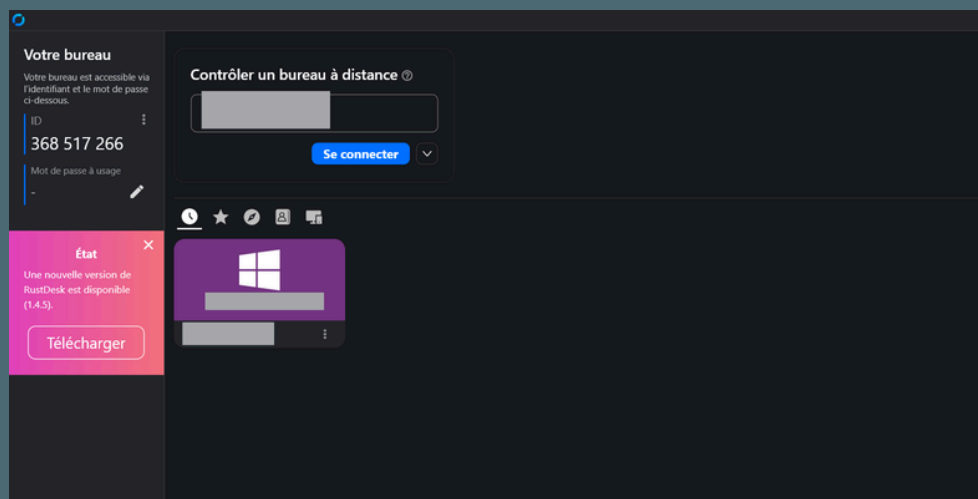 Votre bureau
Votre bureau est accessible via
l'identifiant et le mot de passe
ci-dessous.
ID
368 517 266
Mot de passe à usage
-
État
Une nouvelle version de
RustDesk est disponible
(1.4.5).
Télécharger
Contrôler un bureau à distance
Se connecter